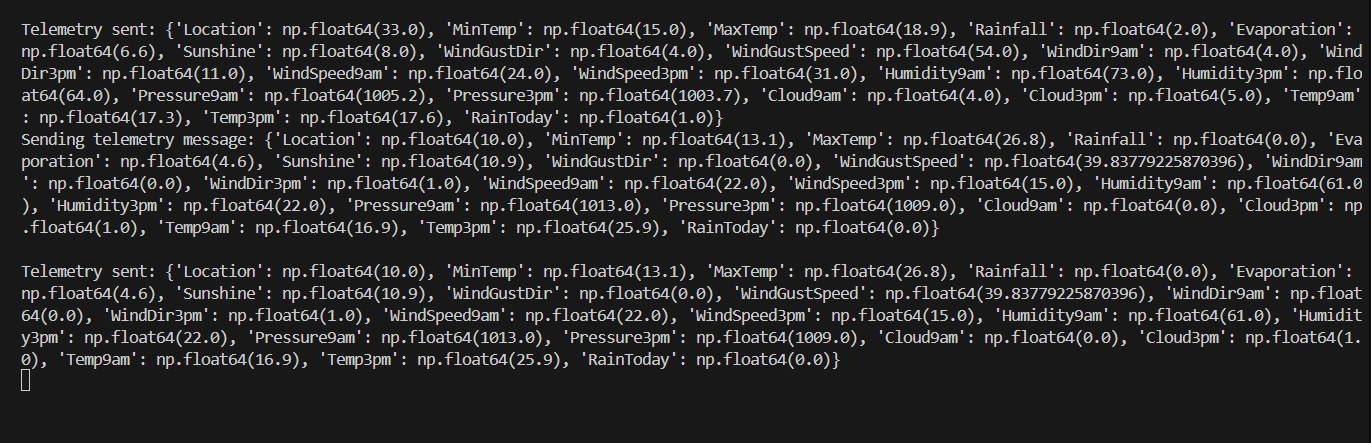 Telemetry sent: {'Location': np.float64(33.0), 'MinTemp': np.float64(15.0), 'MaxTemp': np.float64(18.9), 'Rainfall': np.float64(2.0), 'Evaporation':
np.float64(6.6), 'Sunshine': np.float64(8.0), 'WindGustDir': np.float64(4.0), 'WindGustSpeed': np.float64(54.0), 'WindDir9am': np.float64(4.0), 'Wind
Dir3pm': np.float64(11.0), 'WindSpeed9am': np.float64(24.0), 'WindSpeed3pm': np.float64(31.0), 'Humidity9am': np.float64(73.0), 'Humidity3pm': np.flo
at64(64.0), 'Pressure9am': np.float64(1005.2), 'Pressure3pm': np.float64(1003.7), 'Cloud9am': np.float64(4.0), 'Cloud3pm': np.float64(5.0), 'Temp9am'
: np.float64(17.3), 'Temp3pm': np.float64(17.6), 'RainToday': np.float64(1.0)}
Sending telemetry message: {'Location': np.float64(10.0), 'MinTemp': np.float64(13.1), 'MaxTemp': np.float64(26.8), 'Rainfall': np.float64(0.0), 'Eva
poration': np.float64(4.6), 'Sunshine': np.float64(10.9), 'WindGustDir': np.float64(0.0), 'WindGustSpeed': np.float64(39.83779225870396), 'WindDir9am
': np.float64(0.0), 'WindDir3pm': np.float64(1.0), 'WindSpeed9am': np.float64(22.0), 'WindSpeed3pm': np.float64(15.0), 'Humidity9am': np.float64(61.0
), 'Humidity3pm': np.float64(22.0), 'Pressure9am': np.float64(1013.0), 'Pressure3pm': np.float64(1009.0), 'Cloud9am': np.float64(0.0), 'Cloud3pm': np
.float64(1.0), 'Temp9am': np.float64(16.9), 'Temp3pm': np.float64(25.9), 'RainToday': np.float64(0.0)}
Telemetry sent: {'Location': np.float64(10.0), 'MinTemp': np.float64(13.1), 'MaxTemp': np.float64(26.8), 'Rainfall': np.float64(0.0), 'Evaporation':
np.float64(4.6), 'Sunshine': np.float64(10.9), 'WindGustDir': np.float64(0.0), 'WindGustSpeed': np.float64(39.83779225870396), 'WindDir9am': np.float
64(0.0), 'WindDir3pm': np.float64(1.0), 'WindSpeed9am': np.float64(22.0), 'WindSpeed3pm': np.float64(15.0), 'Humidity9am': np.float64(61.0), 'Humidit
y3pm': np.float64(22.0), 'Pressure9am': np.float64(1013.0), 'Pressure3pm': np.float64(1009.0), 'Cloud9am': np.float64(0.0), 'Cloud3pm': np.float64(1.
0), 'Temp9am': np.float64(16.9), 'Temp3pm': np.float64(25.9), 'RainToday': np.float64(0.0)}